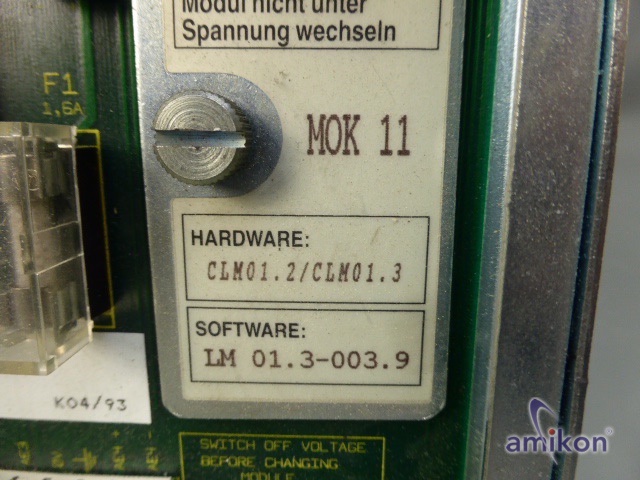 Modul nicht unter
Spannung wechseln
F1
1,6A
MOK 11
HARDWARE:
CLM01.2/CLM01.3
SOFTWARE:
LM 01.3-003.9
K04/93
SWITCH OFF VOLTAGE
BEFORE CHANGING
MODULE
amikon